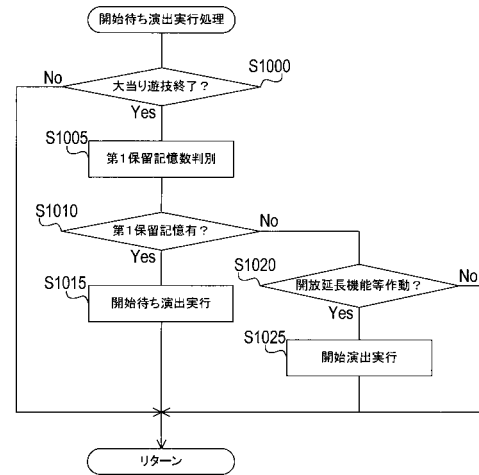 開始待ち演出実行処理
S1000
No
大当り遊技終了?
Yes
S1005
第1保留記憶数判別
S1010
第1保留記憶有?
No
Yes
S1015
開始待ち演出実行
S1020
開放延長機能等作動?
No
Yes
S1025
開始演出実行
リターン